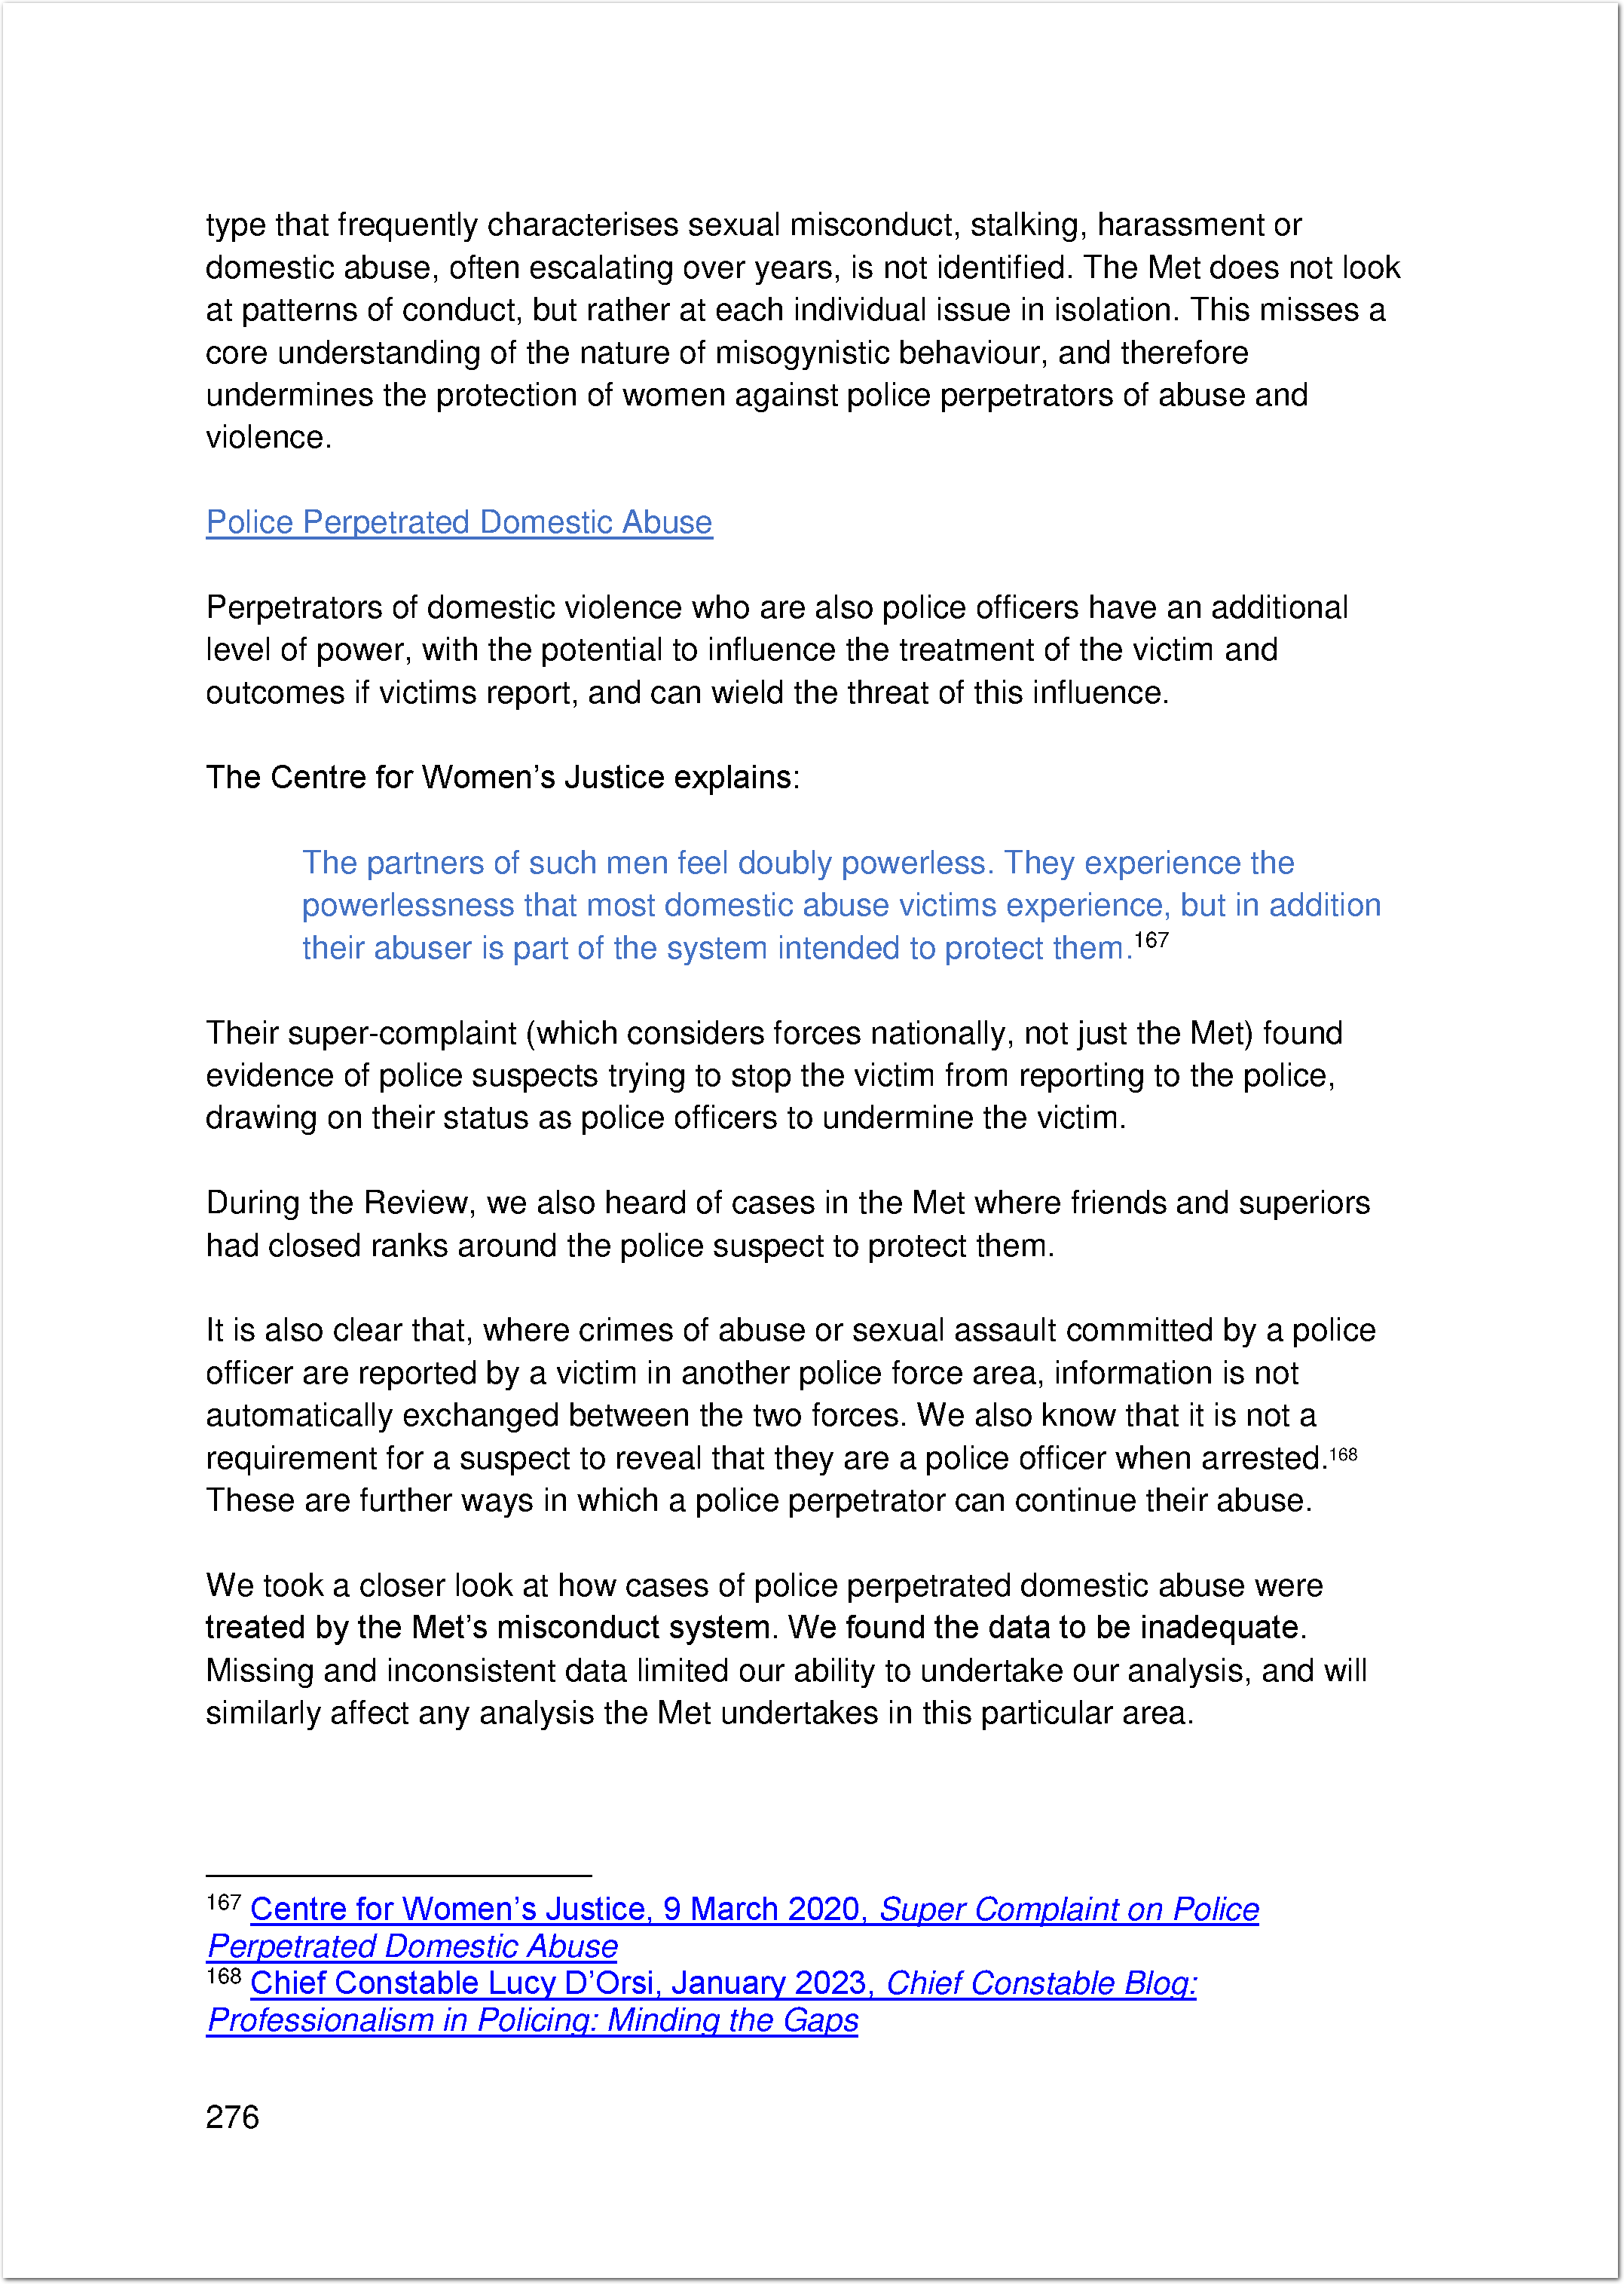 type that frequently characterises sexual misconduct, stalking, harassment or
domestic abuse, often escalating over years, is not identified. The Met does not look
at patterns of conduct, but rather at each individual issue in isolation. This misses a
core understanding of the nature of misogynistic behaviour, and therefore
undermines the protection of women against police perpetrators of abuse and
violence.
Police Perpetrated Domestic Abuse
Perpetrators of domestic violence who are also police officers have an additional
level of power, with the potential to influence the treatment of the victim and
outcomes if victims report, and can wield the threat of this influence.
The Centre for Women’s Justice explains:
The partners of such men feel doubly powerless. They experience the
powerlessness that most domestic abuse victims experience, but in addition
their abuser is part of the system intended to protect them.167
Their super-complaint (which considers forces nationally, not just the Met) found
evidence of police suspects trying to stop the victim from reporting to the police,
drawing on their status as police officers to undermine the victim.
During the Review, we also heard of cases in the Met where friends and superiors
had closed ranks around the police suspect to protect them.
It is also clear that, where crimes of abuse or sexual assault committed by a police
officer are reported by a victim in another police force area, information is not
automatically exchanged between the two forces. We also know that it is not a
requirement for a suspect to reveal that they are a police officer when arrested.168
These are further ways in which a police perpetrator can continue their abuse.
We took a closer look at how cases of police perpetrated domestic abuse were
treated by the Met’s misconduct system. We found the data to be inadequate.
Missing and inconsistent data limited our ability to undertake our analysis, and will
similarly affect any analysis the Met undertakes in this particular area.
167 Centre for Women’s Justice, 9 March 2020, Super Complaint on Police
Perpetrated Domestic Abuse
168 Chief Constable Lucy D’Orsi, January 2023, Chief Constable Blog:
Professionalism in Policing: Minding the Gaps
276